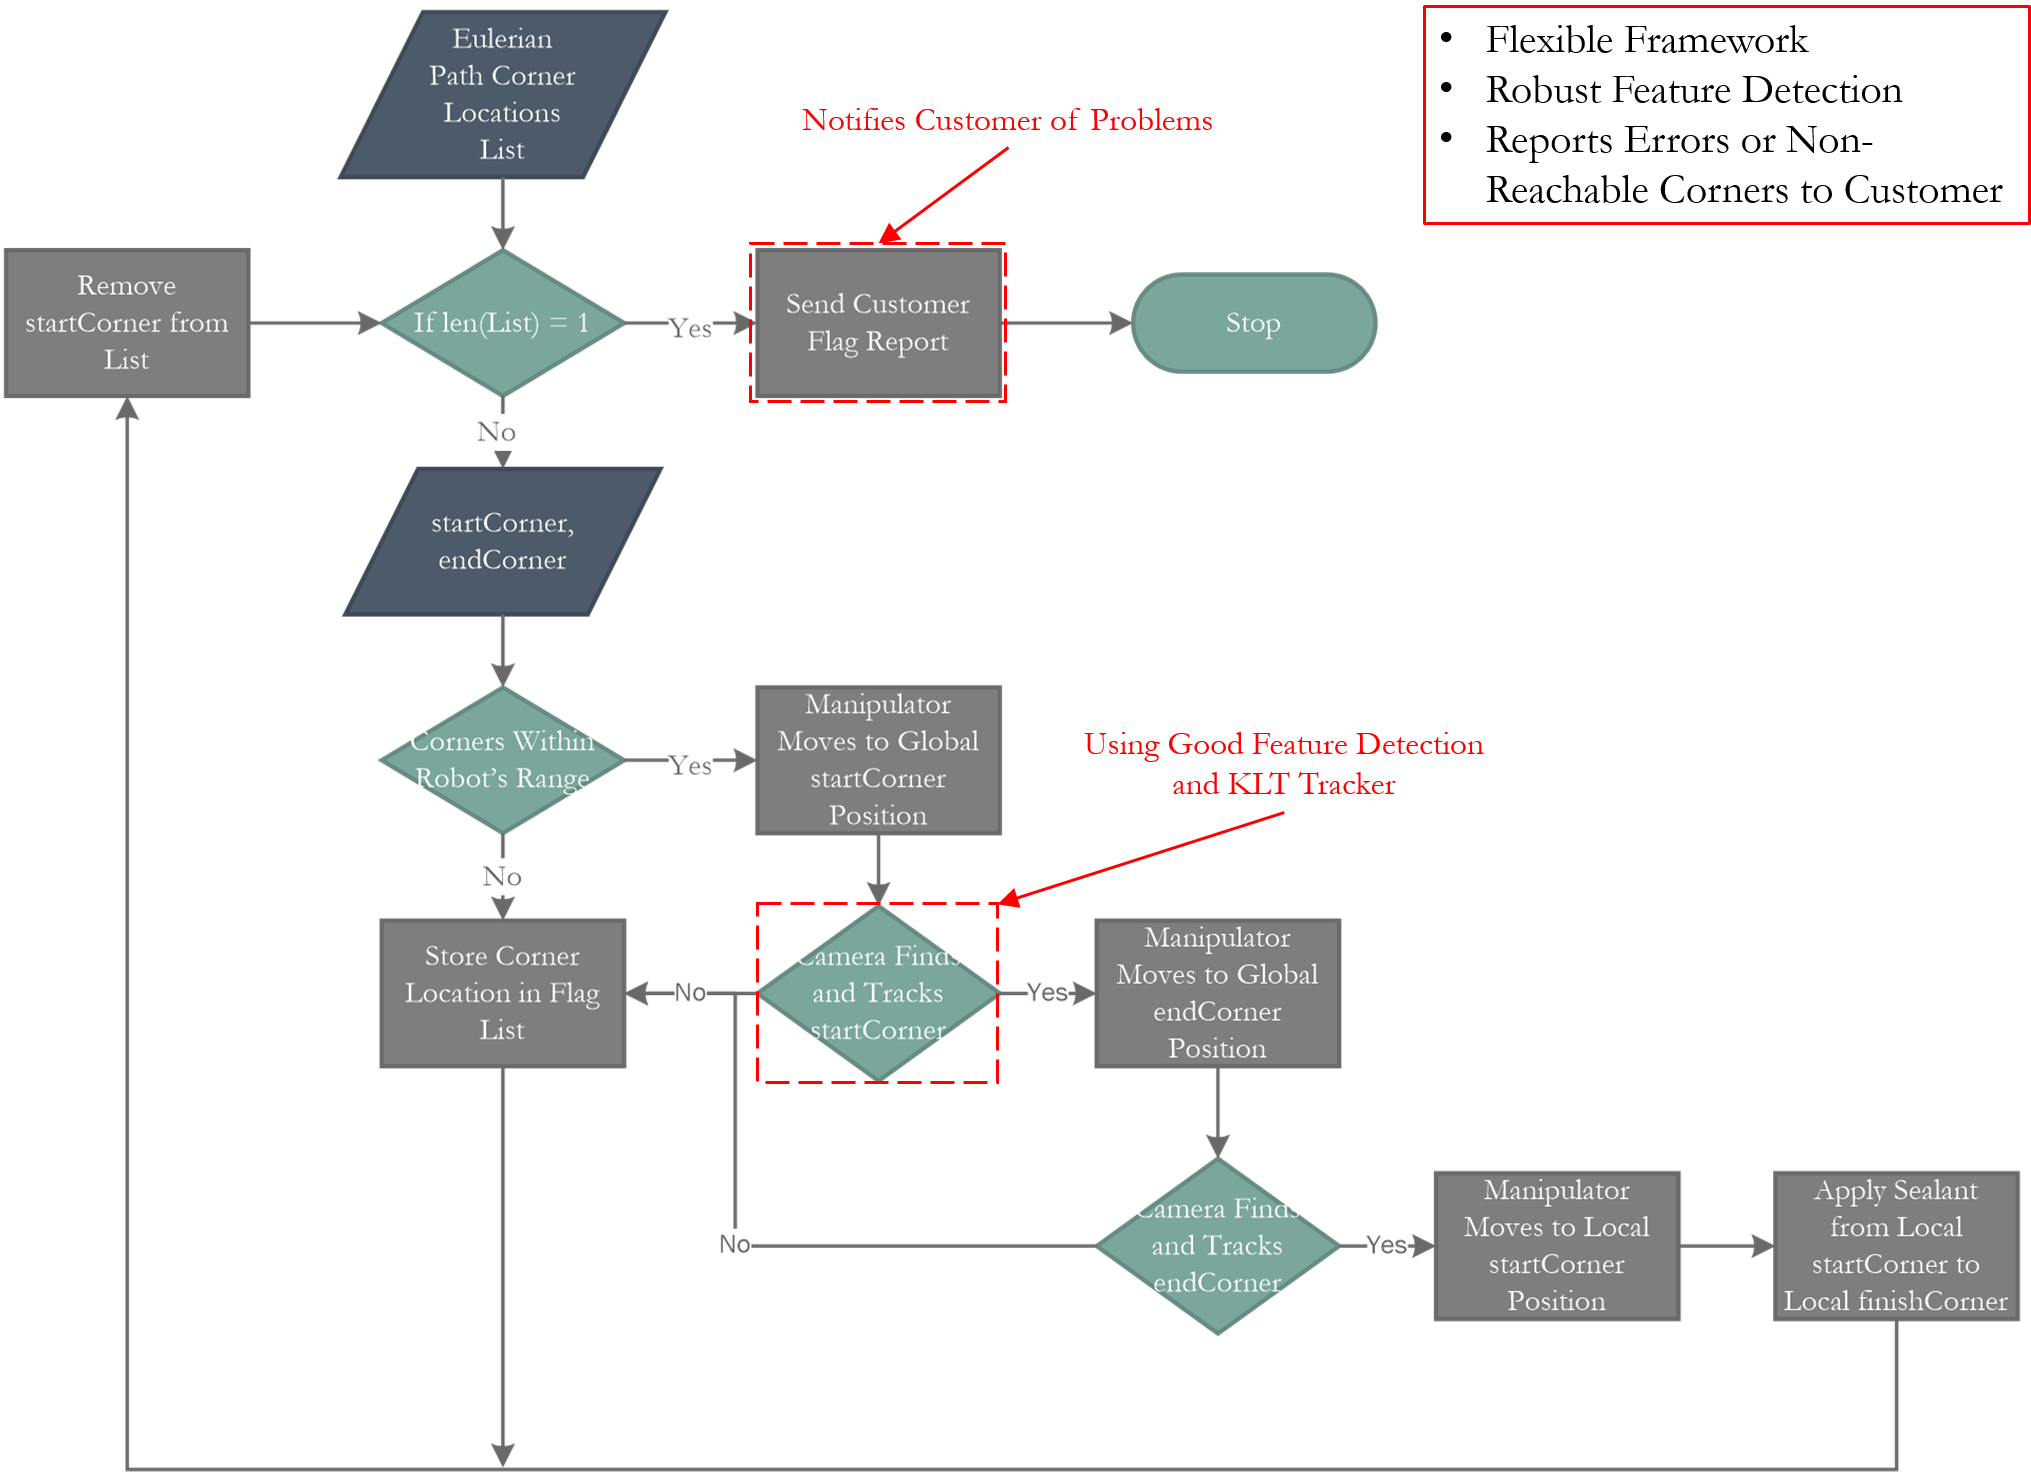 Eulerian
Path Corner
Locations
List
• Flexible Framework
• Robust Feature Detection
• Reports Errors or Non-
Reachable Corners to Customer
Notifies Customer of Problems
Remove
startCorner from
List
If len(List) = 1
Yes
Send Customer
Flag Report
Stop
No
startCorner,
endCorner
Corners Within
Robot's Range
Yes
Manipulator
Moves to Global
startCorner
Position
Using Good Feature Detection
and KLT Tracker
No
Store Corner
Location in Flag
List
No
Camera Finds
and Tracks
startCorner
Yes
Manipulator
Moves to Global
endCorner
Position
No
Camera Finds
and Tracks
endCorner
Yes
Manipulator
Moves to Local
startCorner
Position
Apply Sealant
from Local
startCorner to
Local finishCorner